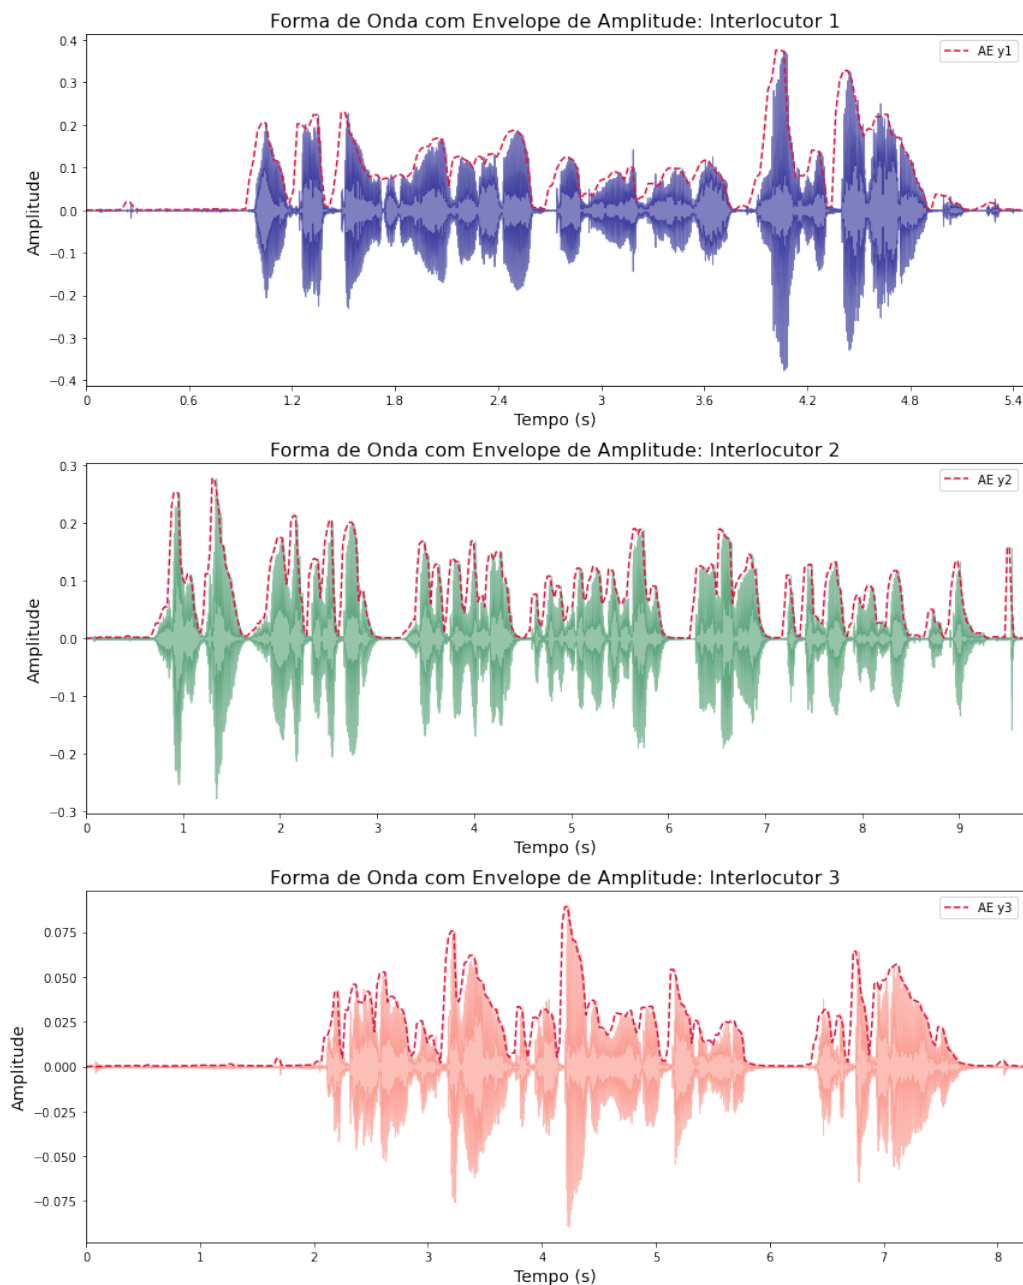 Forma de Onda com Envelope de Amplitude: Interlocutor 1
0.4
AE y1
0.3
0.2
0.1
0.0
−0.1
−0.2
−0.3
−0.4
Amplitude
0 0.6 1.2 1.8 2.4 3 3.6 4.2 4.8 5.4
Tempo (s)
Forma de Onda com Envelope de Amplitude: Interlocutor 2
0.3
AE y2
0.2
0.1
0.0
−0.1
−0.2
−0.3
Amplitude
0 1 2 3 4 5 6 7 8 9
Tempo (s)
Forma de Onda com Envelope de Amplitude: Interlocutor 3
AE y3
0.075
0.050
0.025
0.000
−0.025
−0.050
−0.075
Amplitude
0 1 2 3 4 5 6 7 8
Tempo (s)